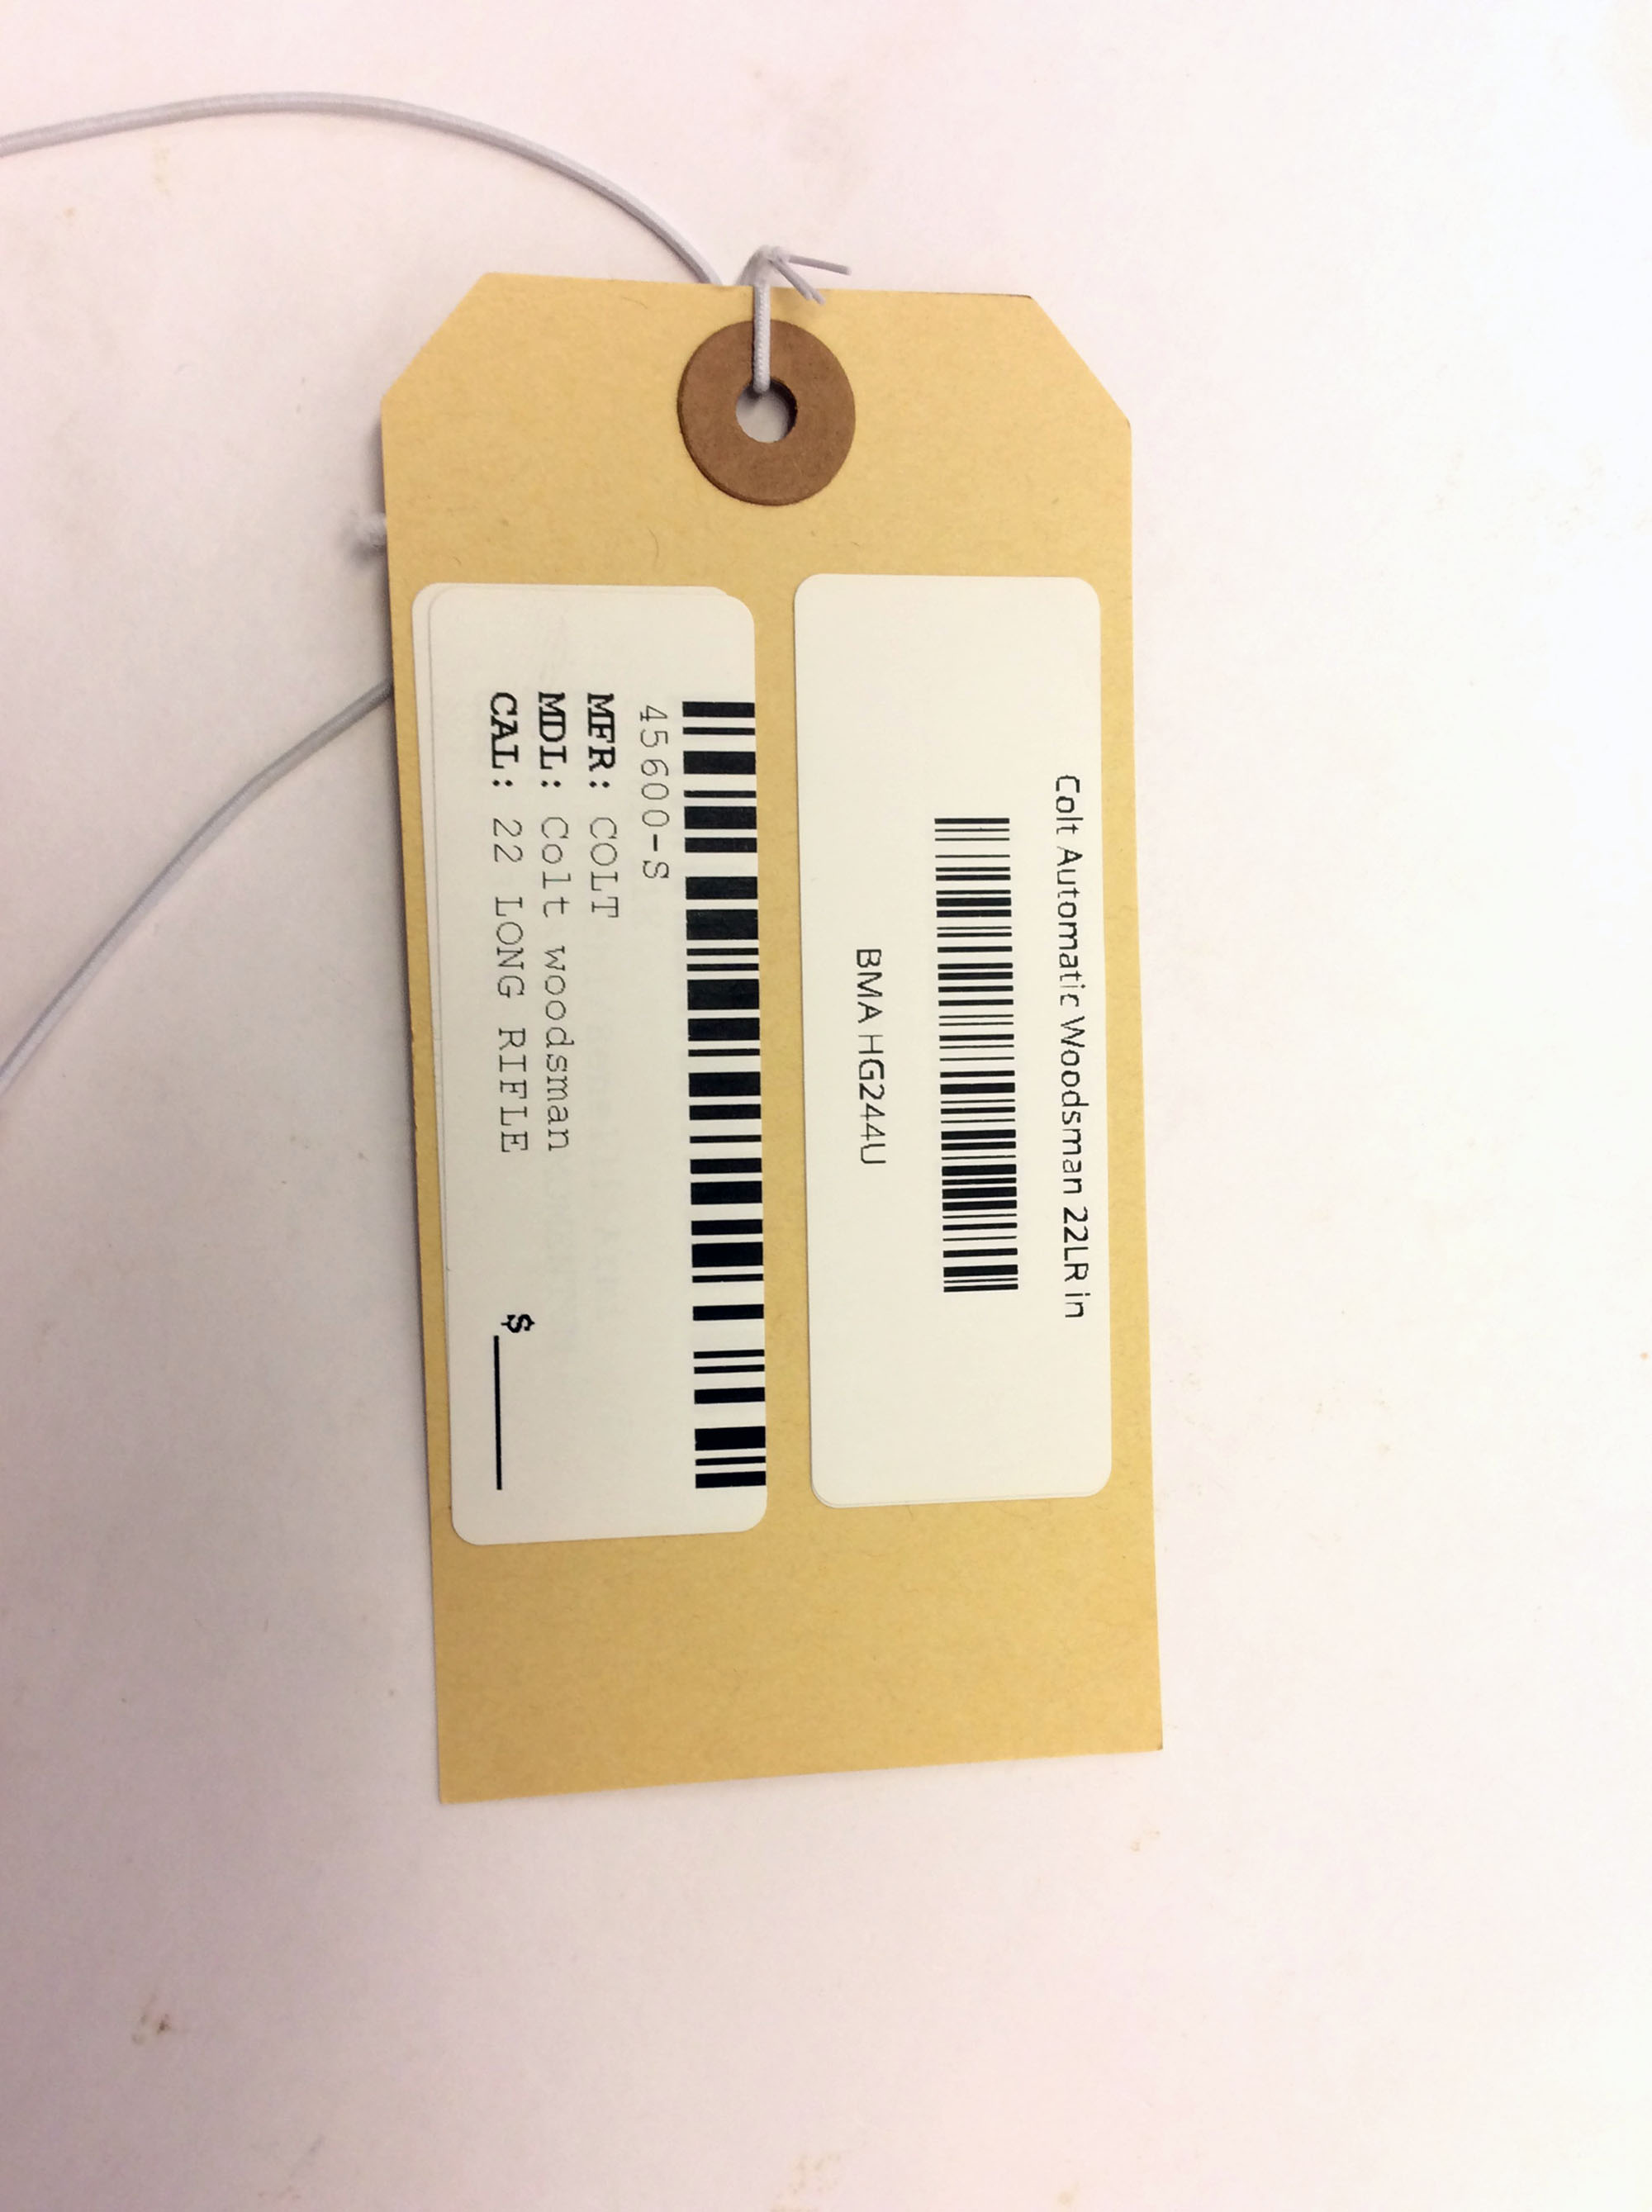 Colt Automatic Woodsman 22LR in
BMA HG244U
45600-S
MFR: COLT
MDL: Colt woodsman
CAL: 22 LONG RIFLE
$